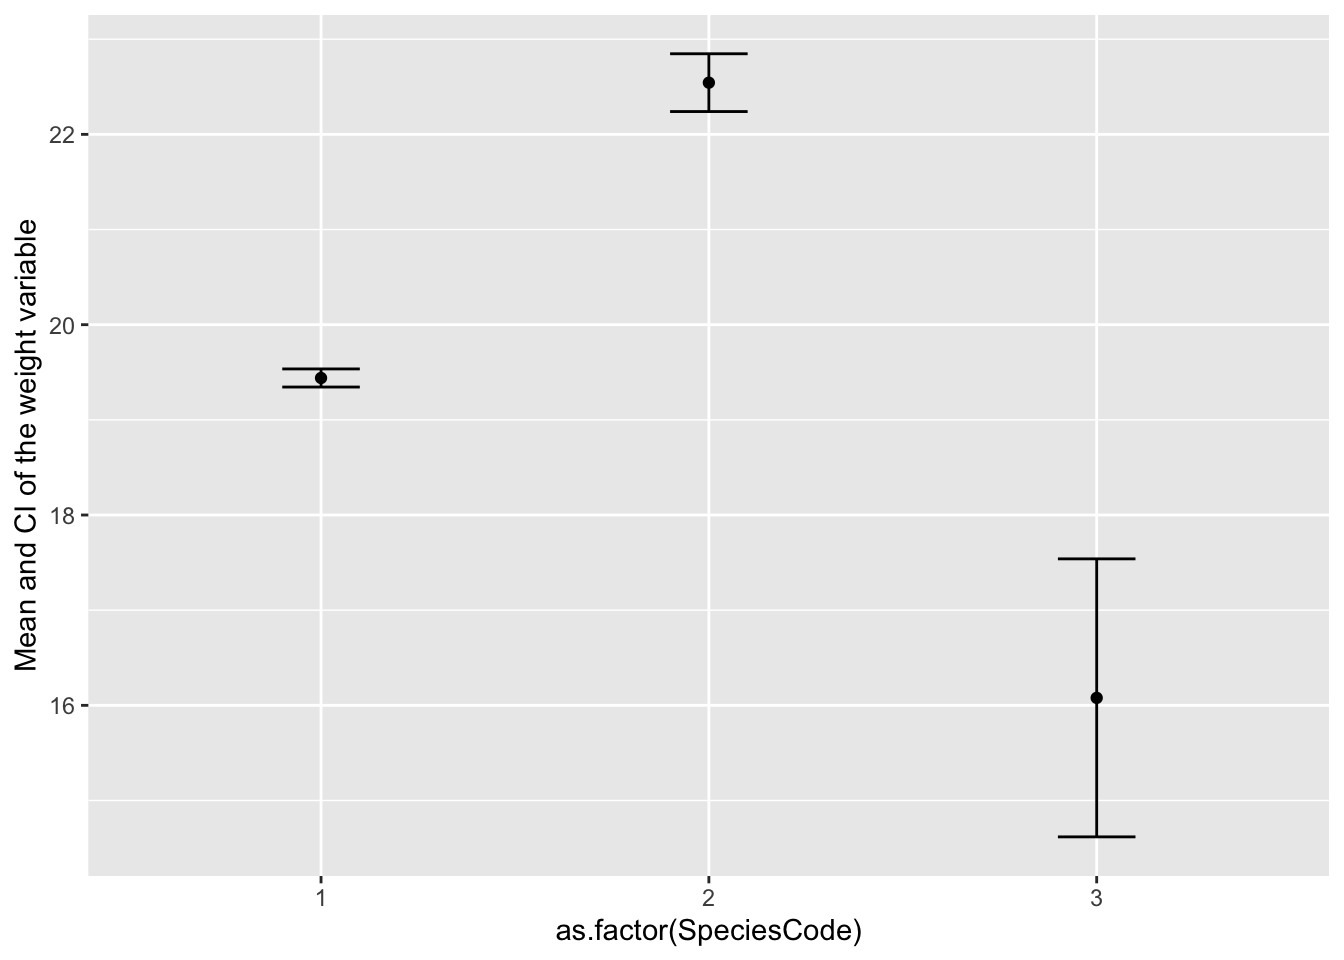 Mean and CI of the weight variable
22
20
18
16
1 2 3
as.factor(SpeciesCode)